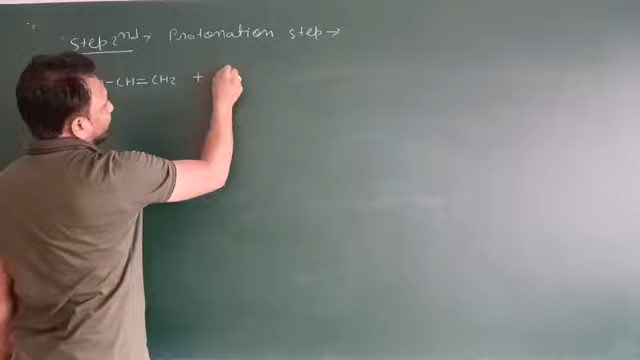 Step 2nd → Protonation step →
-CH=CH2 +